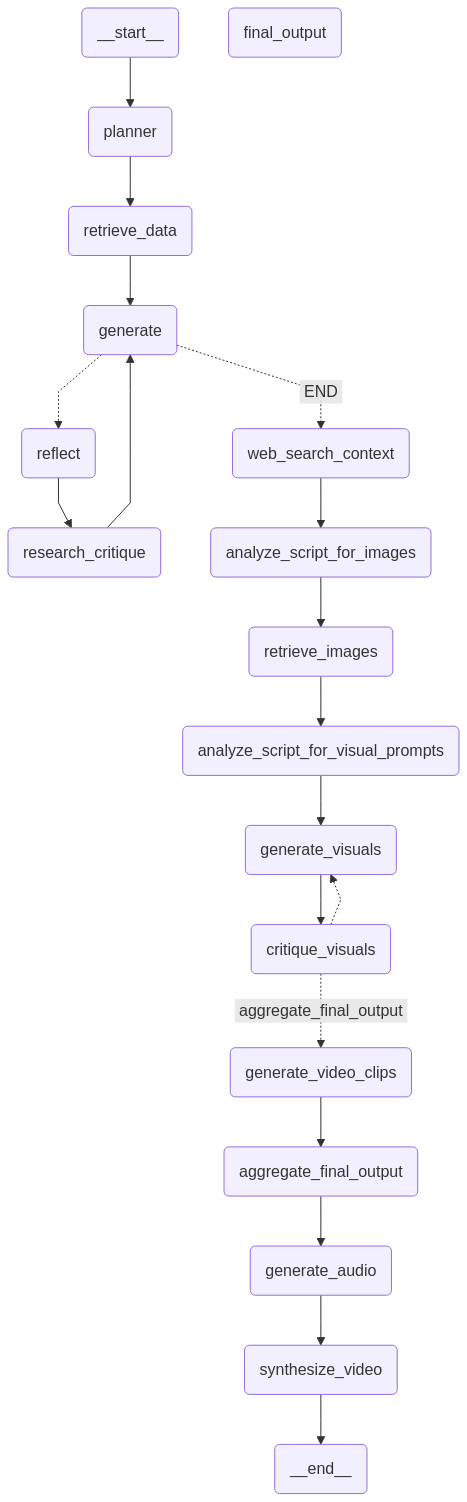 __start__
final_output
planner
retrieve_data
generate
END
reflect
web_search_context
research_critique
analyze_script_for_images
retrieve_images
analyze_script_for_visual_prompts
generate_visuals
critique_visuals
aggregate_final_output
generate_video_clips
aggregate_final_output
generate_audio
synthesize_video
__end__